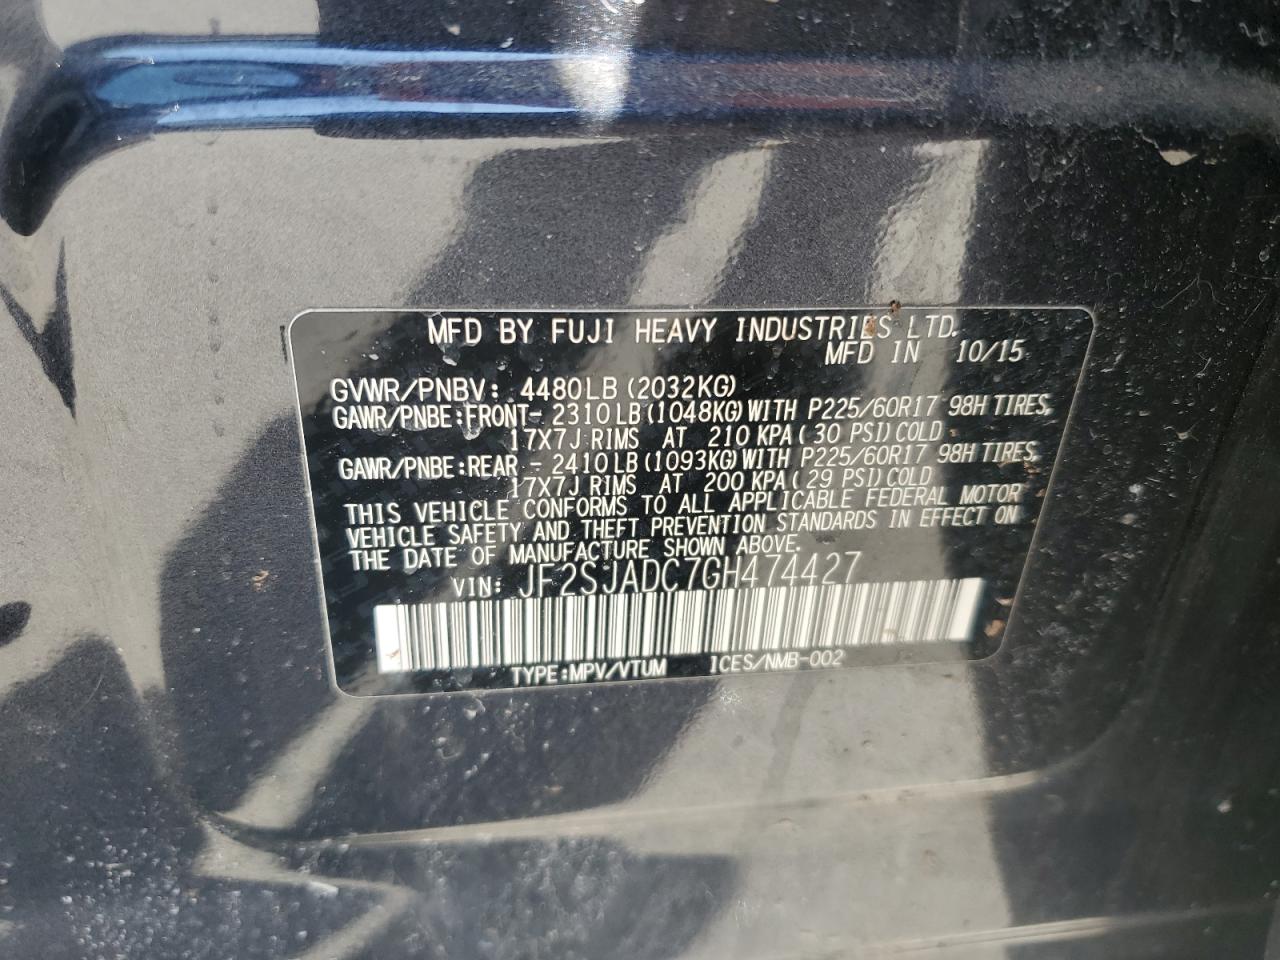 MFD BY FUJI HEAVY INDUSTRIES LTD.
MFD IN 10/15
GVWR/PNBV: 4480LB (2032KG)
GAWR/PNBE:FRONT- 2310LB (1048KG) WITH P225/60R17 98H TIRES,
17X7J RIMS AT 210 KPA (30 PSI) COLD
GAWR/PNBE:REAR - 2410LB (1093KG) WITH P225/60R17 98H TIRES,
17X7J RIMS AT 200 KPA (29 PSI) COLD
THIS VEHICLE CONFORMS TO ALL APPLICABLE FEDERAL MOTOR
VEHICLE SAFETY AND THEFT PREVENTION STANDARDS IN EFFECT ON
THE DATE OF MANUFACTURE SHOWN ABOVE.
VIN: JF2SJADC7GH474427
TYPE:MPV/VTUM ICES/NMB-002